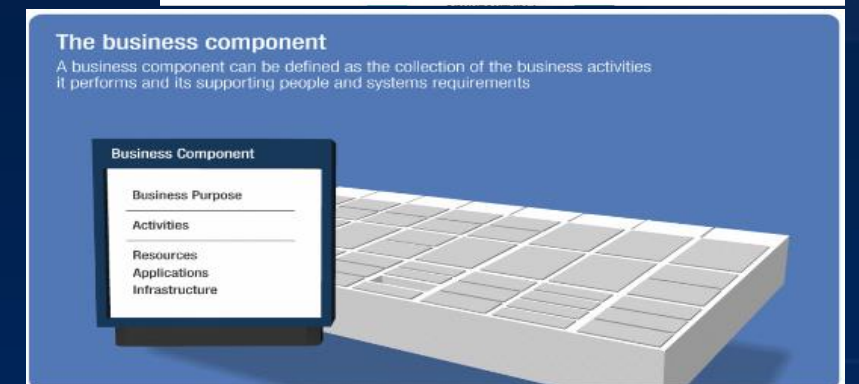 The business component
A business component can be defined as the collection of the business activities
it performs and its supporting people and systems requirements
Business Component
Business Purpose
Activities
Resources
Applications
Infrastructure